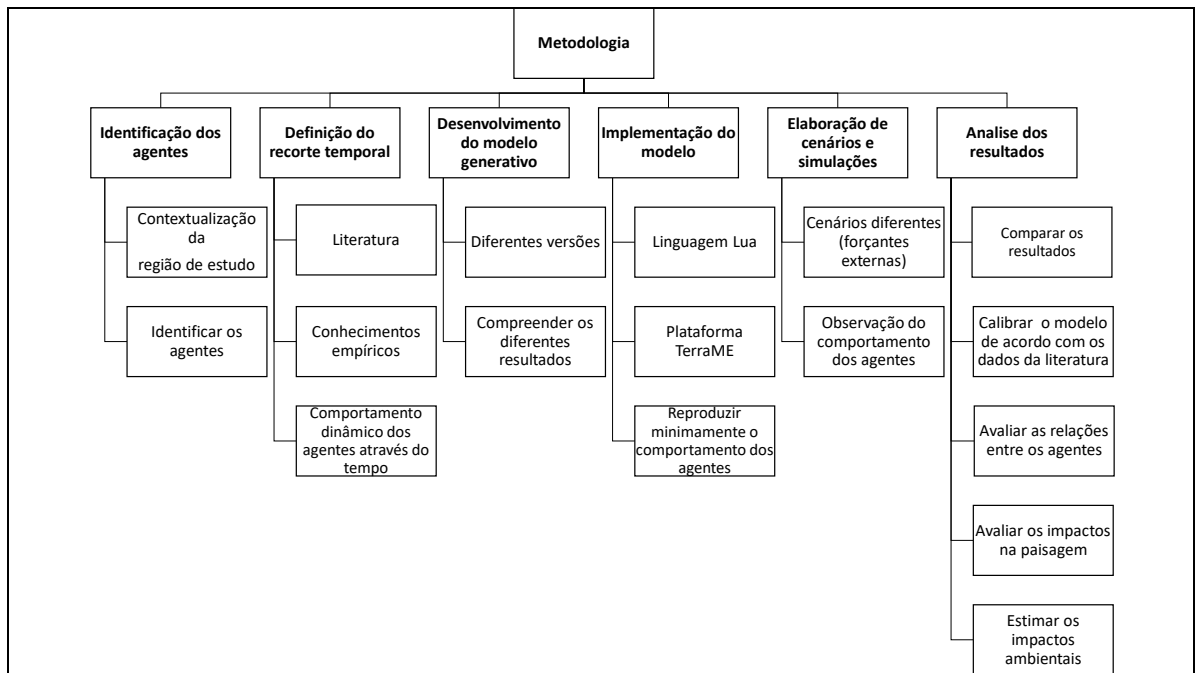 Metodologia
Identificação dos
agentes
Contextualização
da
região de estudo
Identificar os
agentes
Definição do
recorte temporal
Literatura
Conhecimentos
empíricos
Comportamento
dinâmico dos
agentes através do
tempo
Desenvolvimento
do modelo
generativo
Diferentes versões
Compreender os
diferentes
resultados
Implementação do
modelo
Linguagem Lua
Plataforma
TerraME
Reproduzir
minimamente o
comportamento dos
agentes
Elaboração de
cenários e
simulações
Cenários diferentes
(forçantes
externas)
Observação do
comportamento
dos agentes
Analise dos
resultados
Comparar os
resultados
Calibrar o modelo
de acordo com os
dados da literatura
Avaliar as relações
entre os agentes
Avaliar os impactos
na paisagem
Estimar os
impactos
ambientais